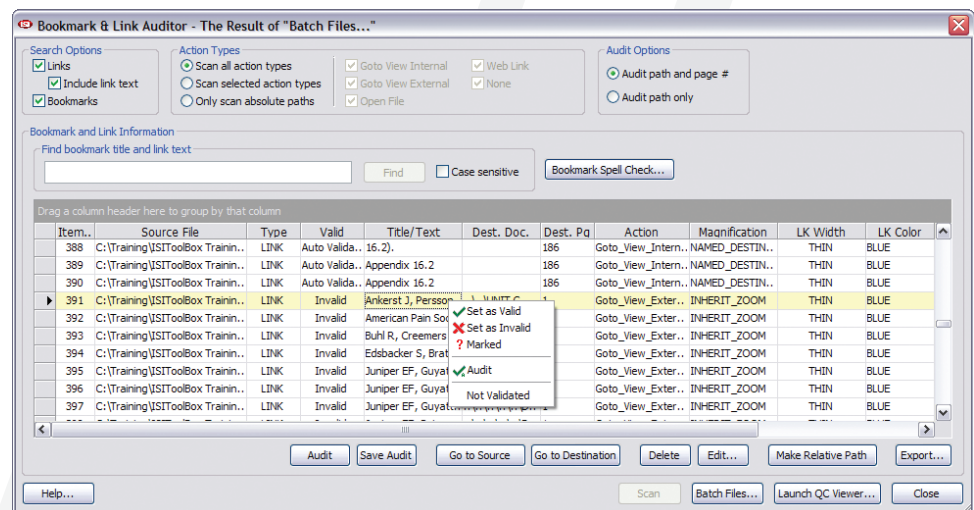 Bookmark & Link Auditor - The Result of "Batch Files..."
Search Options Action Types Audit Options
Links Scan all action types Goto View Internal Web Link
Include link text Scan selected action types Goto View External None Audit path and page #
Bookmarks Only scan absolute paths Open File Audit path only
Bookmark and Link Information
Find bookmark title and link text
Find Case sensitive Bookmark Spell Check...
Drag a column header here to group by that column
Item.. Source File Type Valid Title/Text Dest. Doc. Dest. Pg Action Magnification LK Width LK Color
388 C:\Training\ISIToolBox Trainin.. LINK Auto Valida.. 16.2). 186 Goto_View_Intern.. NAMED_DESTIN.. THIN BLUE
389 C:\Training\ISIToolBox Trainin.. LINK Auto Valida.. Appendix 16.2 186 Goto_View_Intern.. NAMED_DESTIN.. THIN BLUE
390 C:\Training\ISIToolBox Trainin.. LINK Auto Valida.. Appendix 16.2 186 Goto_View_Intern.. NAMED_DESTIN.. THIN BLUE
391 C:\Training\ISIToolBox Trainin.. LINK Invalid Ankerst J, Persson Goto_View_Exter.. INHERIT_ZOOM THIN BLUE
392 C:\Training\ISIToolBox Trainin.. LINK Invalid American Pain Soc Goto_View_Exter.. INHERIT_ZOOM THIN BLUE
393 C:\Training\ISIToolBox Trainin.. LINK Invalid Buhl R, Creemers Goto_View_Exter.. INHERIT_ZOOM THIN BLUE
394 C:\Training\ISIToolBox Trainin.. LINK Invalid Edsbacker S, Brat Goto_View_Exter.. INHERIT_ZOOM THIN BLUE
395 C:\Training\ISIToolBox Trainin.. LINK Invalid Juniper EF, Guyat Goto_View_Exter.. INHERIT_ZOOM THIN BLUE
396 C:\Training\ISIToolBox Trainin.. LINK Invalid Juniper EF, Guyat Goto_View_Exter.. INHERIT_ZOOM THIN BLUE
397 C:\Training\ISIToolBox Trainin.. LINK Invalid Juniper EF, Guyat Goto_View_Exter.. INHERIT_ZOOM THIN BLUE
Set as Valid
Set as Invalid
? Marked
Audit
Not Validated
Audit Save Audit Go to Source Go to Destination Delete Edit... Make Relative Path Export...
Help... Scan Batch Files... Launch QC Viewer... Close